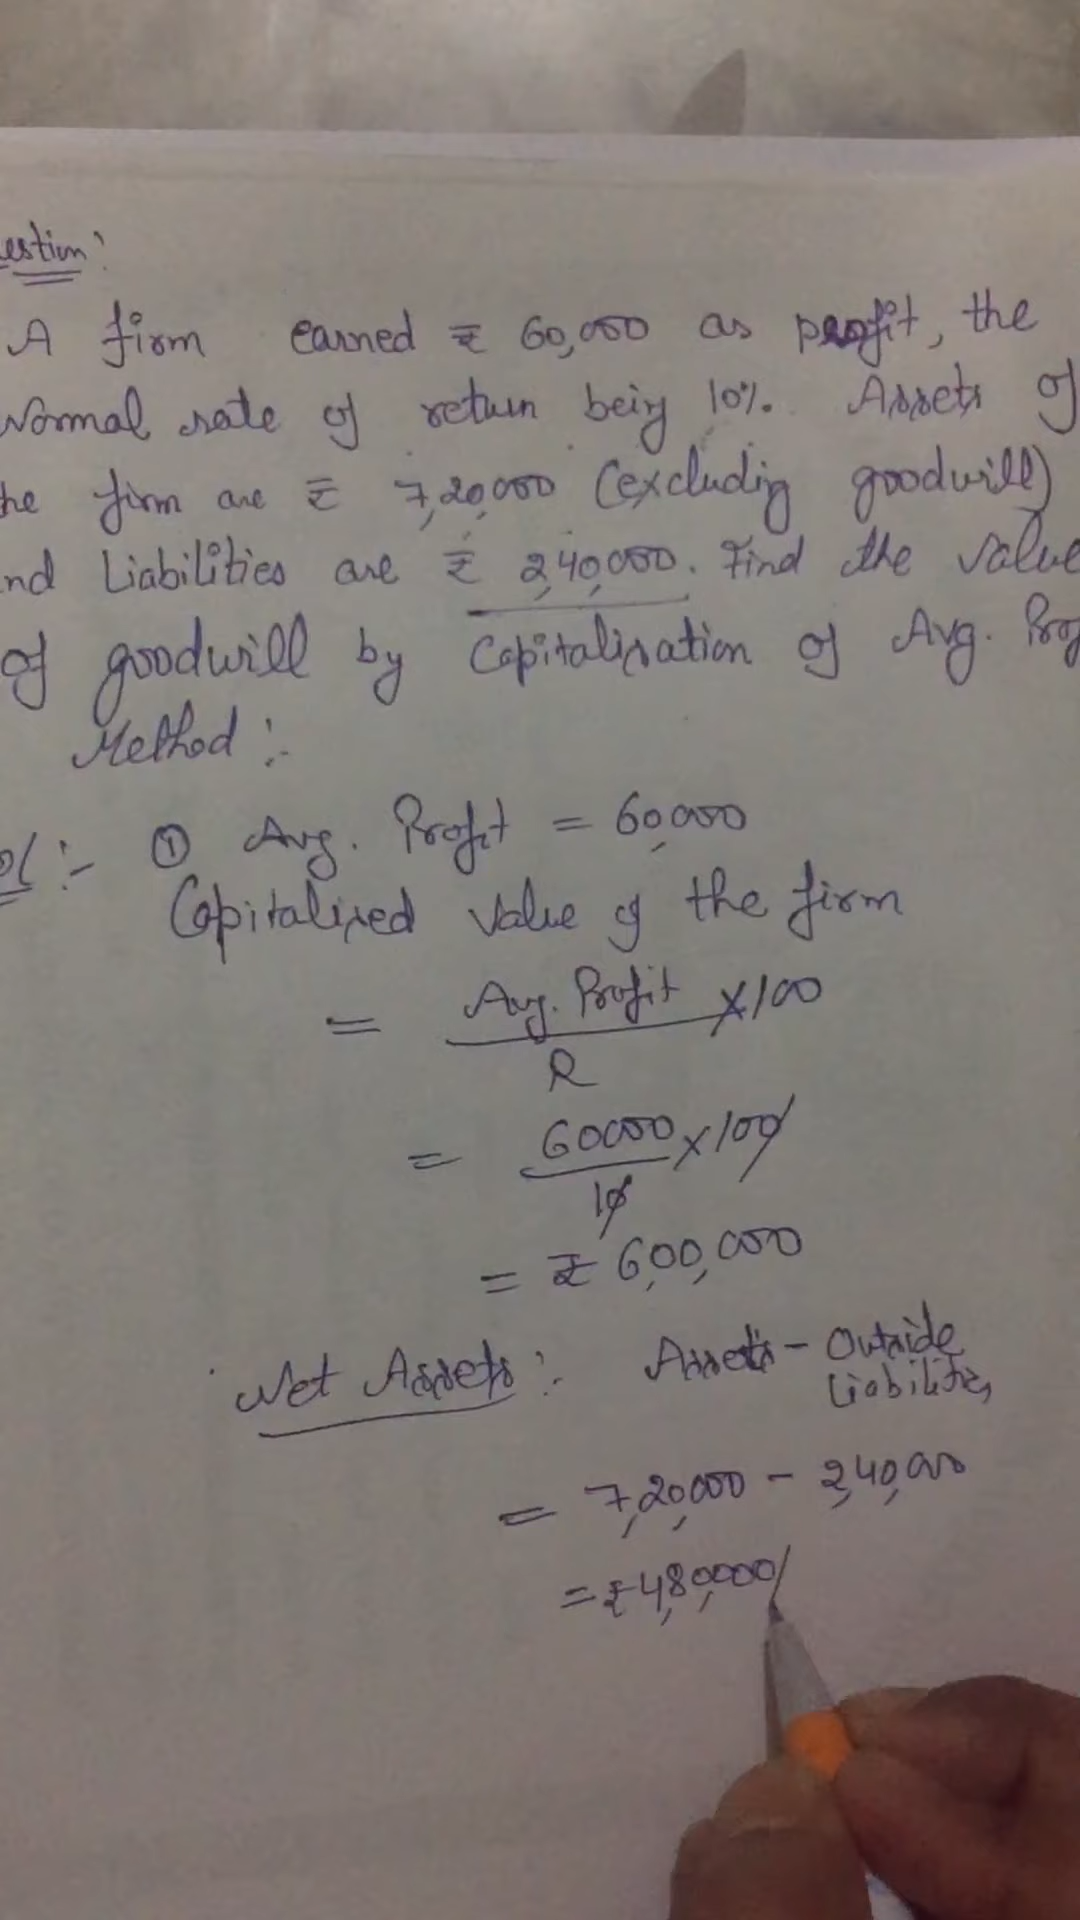 estion:
A firm earned ₹ 60,000 as profit, the
Normal rate of return being 10%. Assets of
he firm are ₹ 7,20,000 (excluding goodwill)
nd Liabilities are ₹ 2,40,000. Find the value
of goodwill by Capitalisation of Avg. Prof
Method :-
ol :- ① Avg. Profit = 60,000
Capitalised value of the firm
= Avg. Profit × 100
R
= 60000 × 100
10
= ₹ 6,00,000
Net Assets : Assets - Outside
Liabilities
= 7,20,000 - 2,40,000
= ₹ 4,80,000/